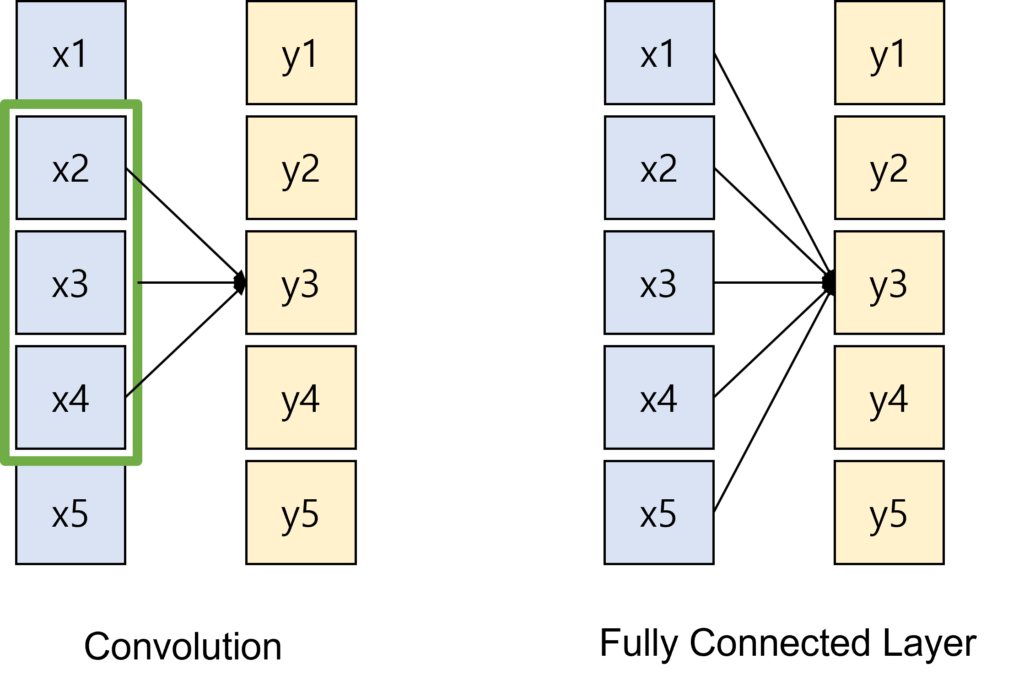 x1
x2
x3
x4
x5
y1
y2
y3
y4
y5
Convolution
x1
x2
x3
x4
x5
y1
y2
y3
y4
y5
Fully Connected Layer